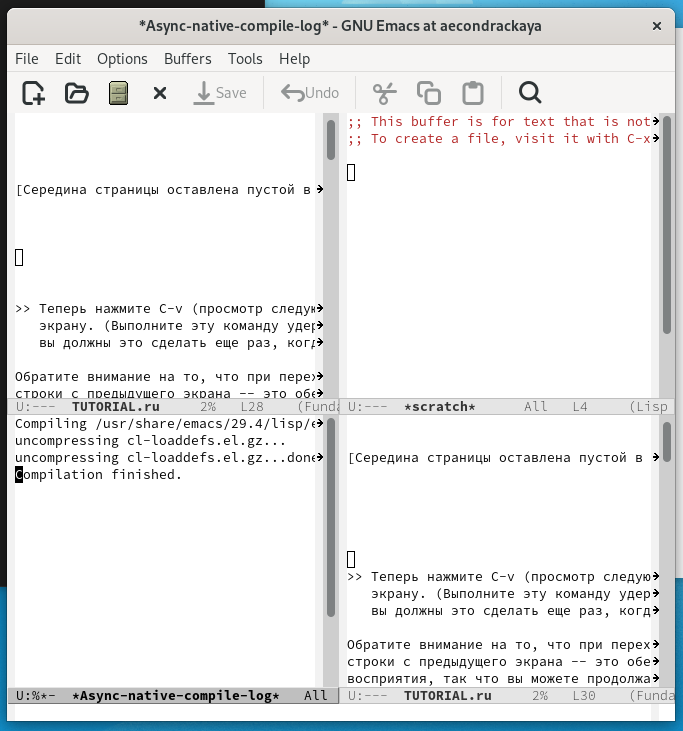 *Async-native-compile-log* - GNU Emacs at aecondrackaya
File Edit Options Buffers Tools Help
Save Undo
[Середина страницы оставлена пустой в
>> Теперь нажмите C-v (просмотр следую
экрану. (Выполните эту команду удер
вы должны это сделать еще раз, когд
Обратите внимание на то, что при перех
строки с предыдущего экрана -- это обе
U:--- TUTORIAL.ru 2% L28 (Funda
;; This buffer is for text that is not
;; To create a file, visit it with C-x
U:--- *scratch* All L4 (Lisp
Compiling /usr/share/emacs/29.4/lisp/e
uncompressing cl-loaddefs.el.gz...
uncompressing cl-loaddefs.el.gz...done
Compilation finished.
U:%*- *Async-native-compile-log* All
[Середина страницы оставлена пустой в
>> Теперь нажмите C-v (просмотр следую
экрану. (Выполните эту команду удер
вы должны это сделать еще раз, когд
Обратите внимание на то, что при перех
строки с предыдущего экрана -- это обе
восприятия, так что вы можете продолжа
U:--- TUTORIAL.ru 2% L30 (Funda